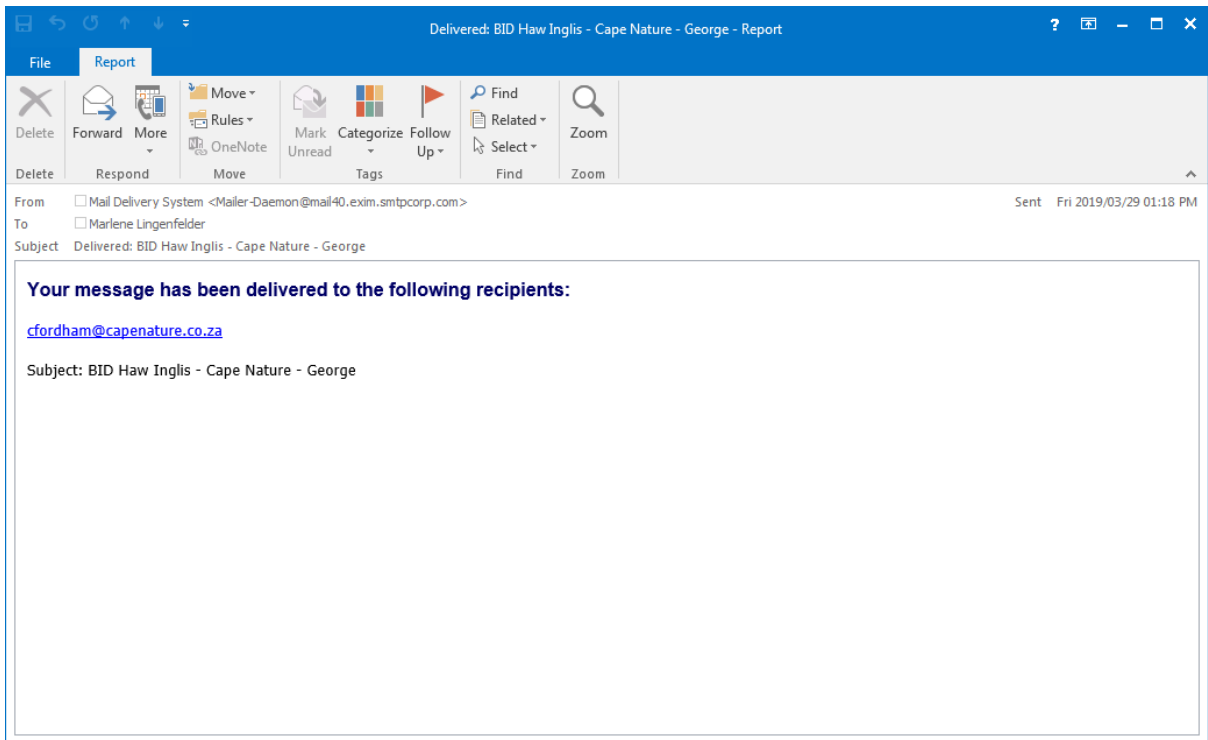 Delivered: BID Haw Inglis - Cape Nature - George - Report
?
File
Report
Delete
Forward
More
Move
Rules
OneNote
Mark Unread
Categorize
Follow Up
Find
Related
Select
Zoom
Delete
Respond
Move
Tags
Find
Zoom
From Mail Delivery System <Mailer-Daemon@mail40.exim.smtpcorp.com>
Sent Fri 2019/03/29 01:18 PM
To Marlene Lingenfelder
Subject Delivered: BID Haw Inglis - Cape Nature - George
Your message has been delivered to the following recipients:
cfordham@capenature.co.za
Subject: BID Haw Inglis - Cape Nature - George